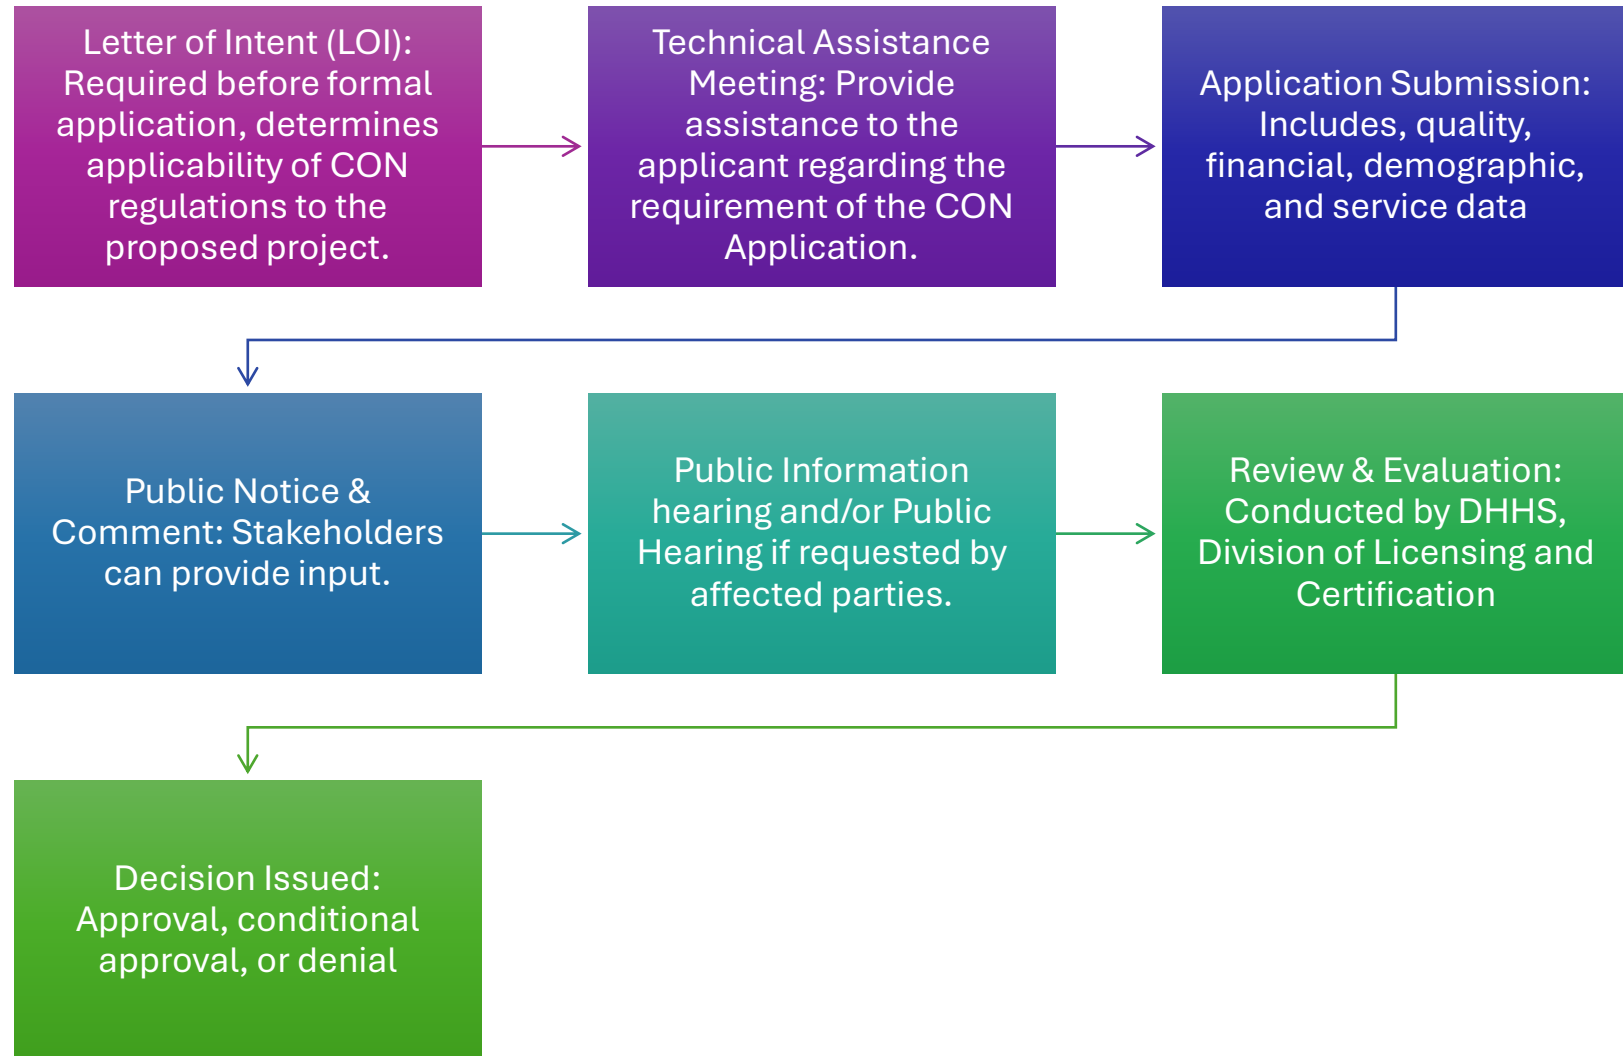 Letter of Intent (LOI):
Required before formal
application, determines
applicability of CON
regulations to the
proposed project.
Technical Assistance
Meeting: Provide
assistance to the
applicant regarding the
requirement of the CON
Application.
Application Submission:
Includes, quality,
financial, demographic,
and service data
Public Notice &
Comment: Stakeholders
can provide input.
Public Information
hearing and/or Public
Hearing if requested by
affected parties.
Review & Evaluation:
Conducted by DHHS,
Division of Licensing and
Certification
Decision Issued:
Approval, conditional
approval, or denial